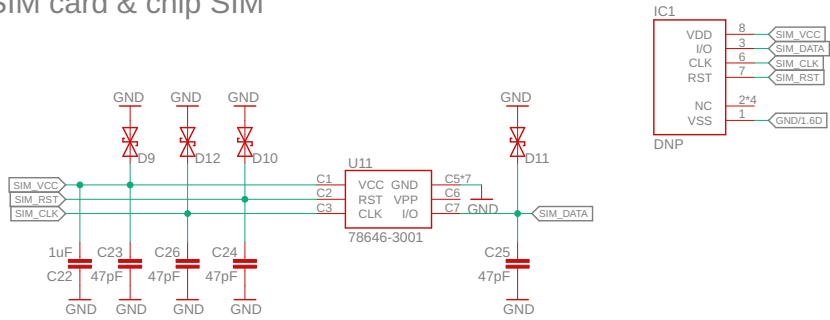 SIM card & chip SIM
IC1
VDD 8 SIM_VCC
I/O 3 SIM_DATA
CLK 6 SIM_CLK
RST 7 SIM_RST
NC 2*4
VSS 1 GND/1.6D
DNP
GND GND GND GND
D9 D12 D10 D11
U11
SIM_VCC C1 VCC GND C5*7
SIM_RST C2 RST VPP C6
SIM_CLK C3 CLK I/O C7 GND SIM_DATA
78646-3001
1uF C23 C26 C24 C25
C22 47pF 47pF 47pF 47pF
GND GND GND GND GND